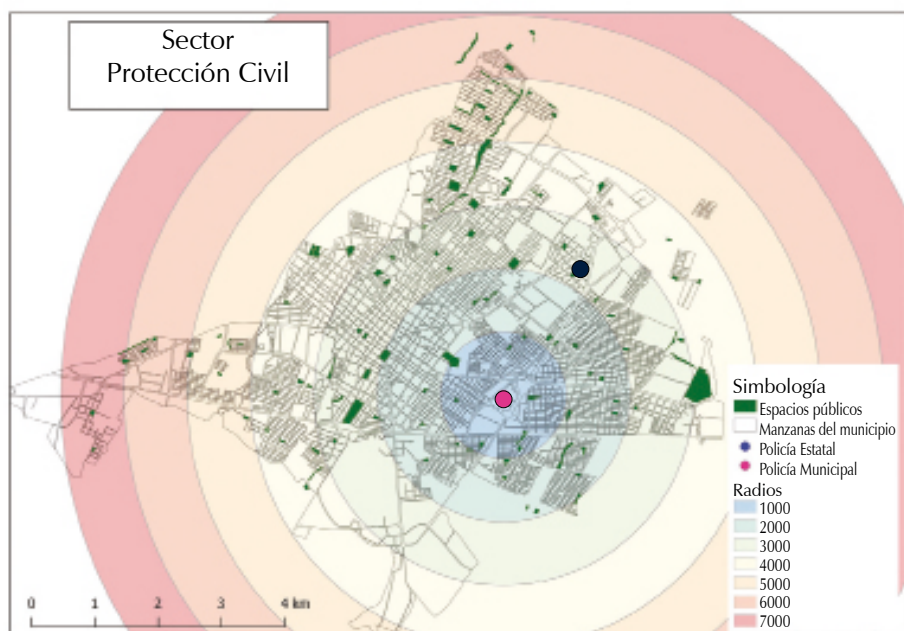 Sector
Protección Civil
Simbología
Espacios públicos
Manzanas del municipio
Policía Estatal
Policía Municipal
Radios
1000
2000
3000
4000
5000
6000
7000
0 1 2 3 4 km